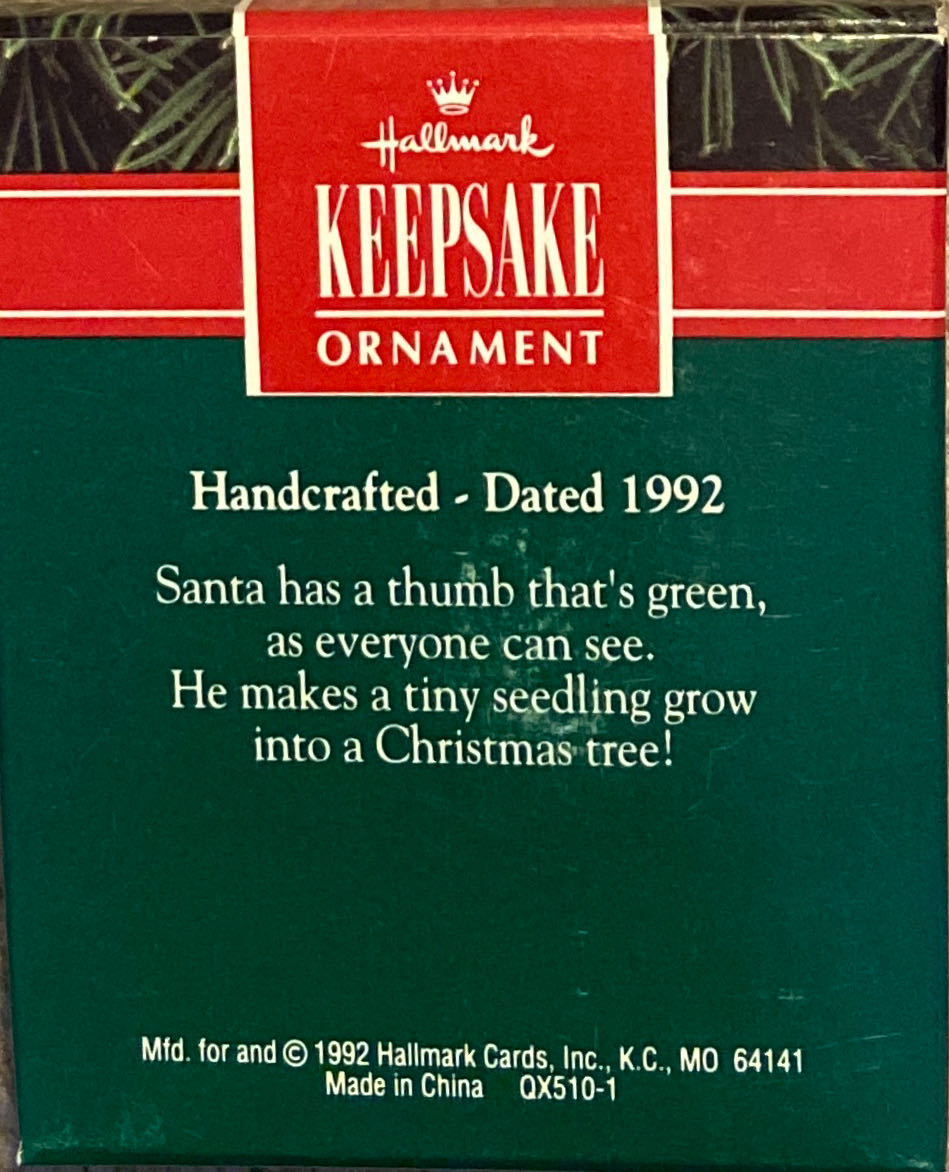 Hallmark
KEEPSAKE
ORNAMENT
Handcrafted - Dated 1992
Santa has a thumb that's green,
as everyone can see.
He makes a tiny seedling grow
into a Christmas tree!
Mfd. for and © 1992 Hallmark Cards, Inc., K.C., MO 64141
Made in China QX510-1